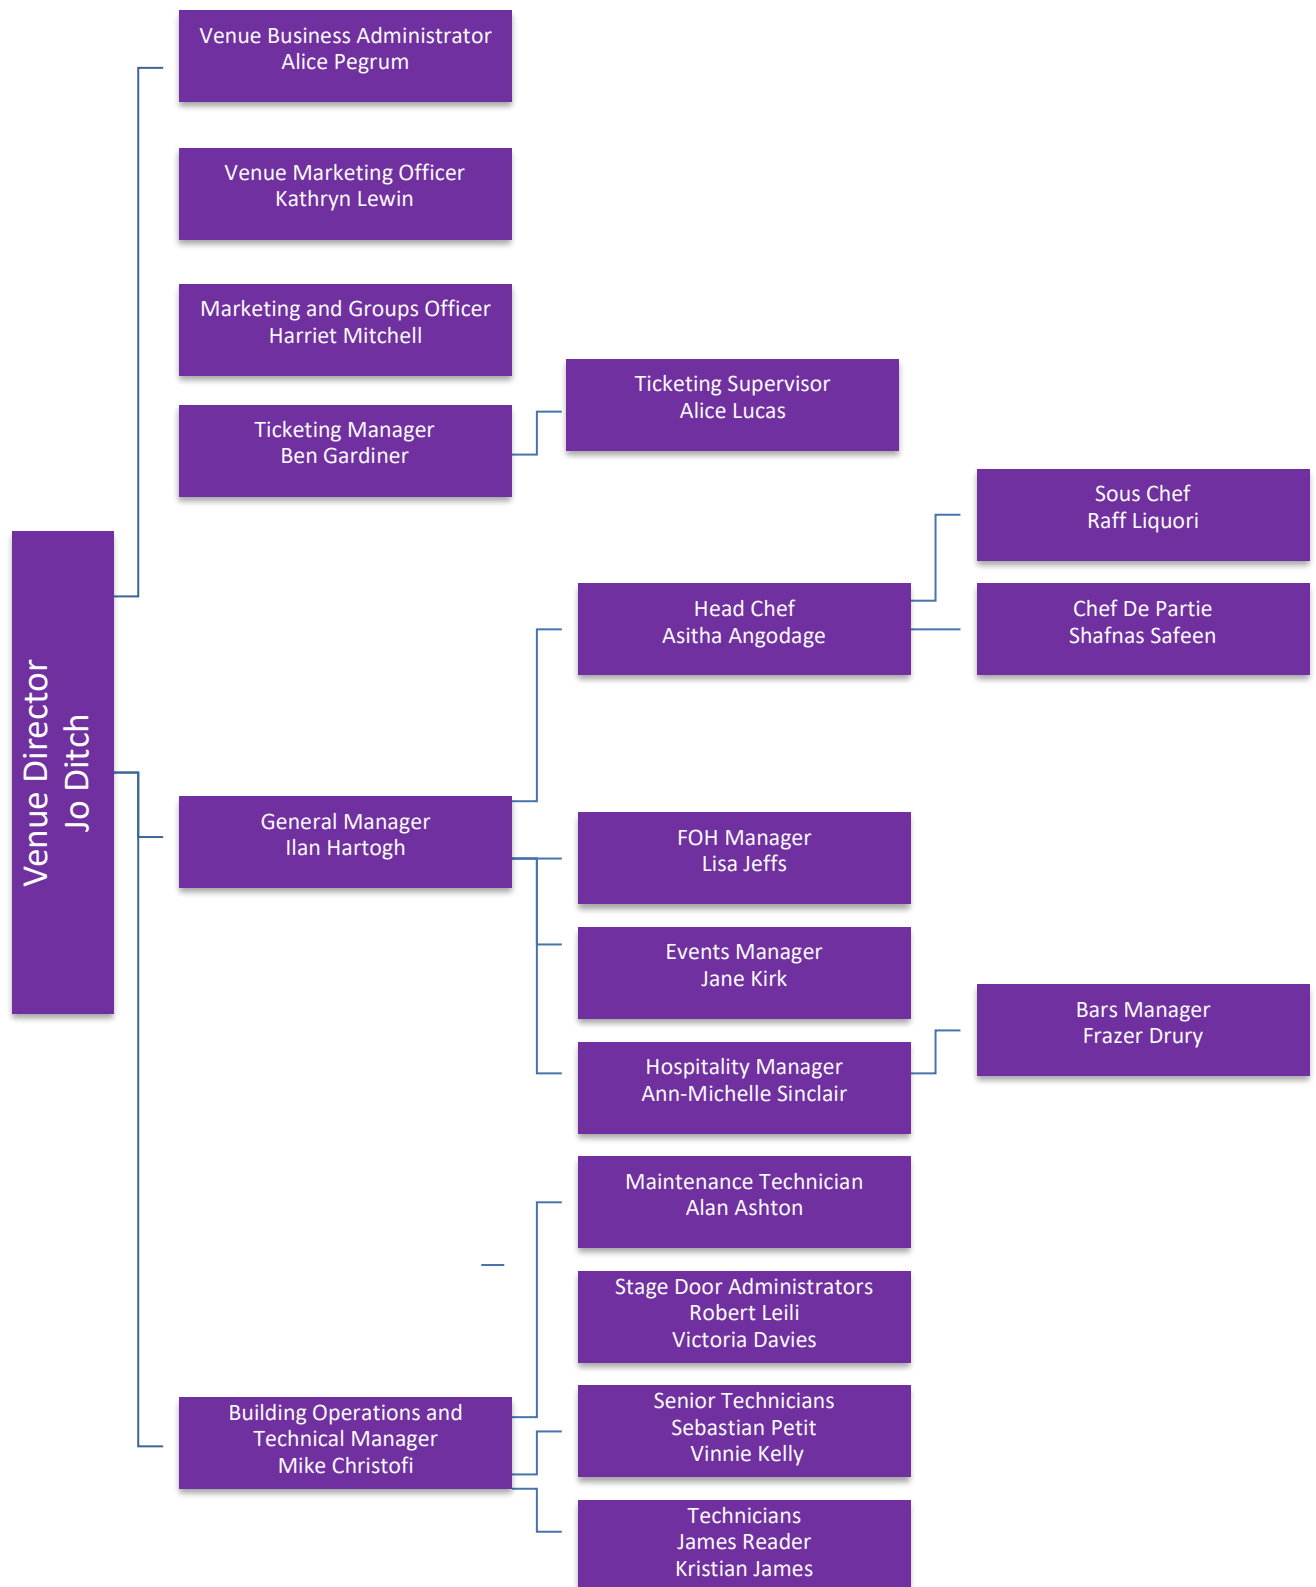 Venue Business Administrator
Alice Pegrum
Venue Marketing Officer
Kathryn Lewin
Marketing and Groups Officer
Harriet Mitchell
Ticketing Supervisor
Alice Lucas
Ticketing Manager
Ben Gardiner
Sous Chef
Raff Liquori
Venue Director
Jo Ditch
Head Chef
Asitha Angodage
Chef De Partie
Shafnas Safeen
General Manager
Ilan Hartogh
FOH Manager
Lisa Jeffs
Events Manager
Jane Kirk
Bars Manager
Frazer Drury
Hospitality Manager
Ann-Michelle Sinclair
Maintenance Technician
Alan Ashton
Stage Door Administrators
Robert Leili
Victoria Davies
Building Operations and
Technical Manager
Mike Christofi
Senior Technicians
Sebastian Petit
Vinnie Kelly
Technicians
James Reader
Kristian James